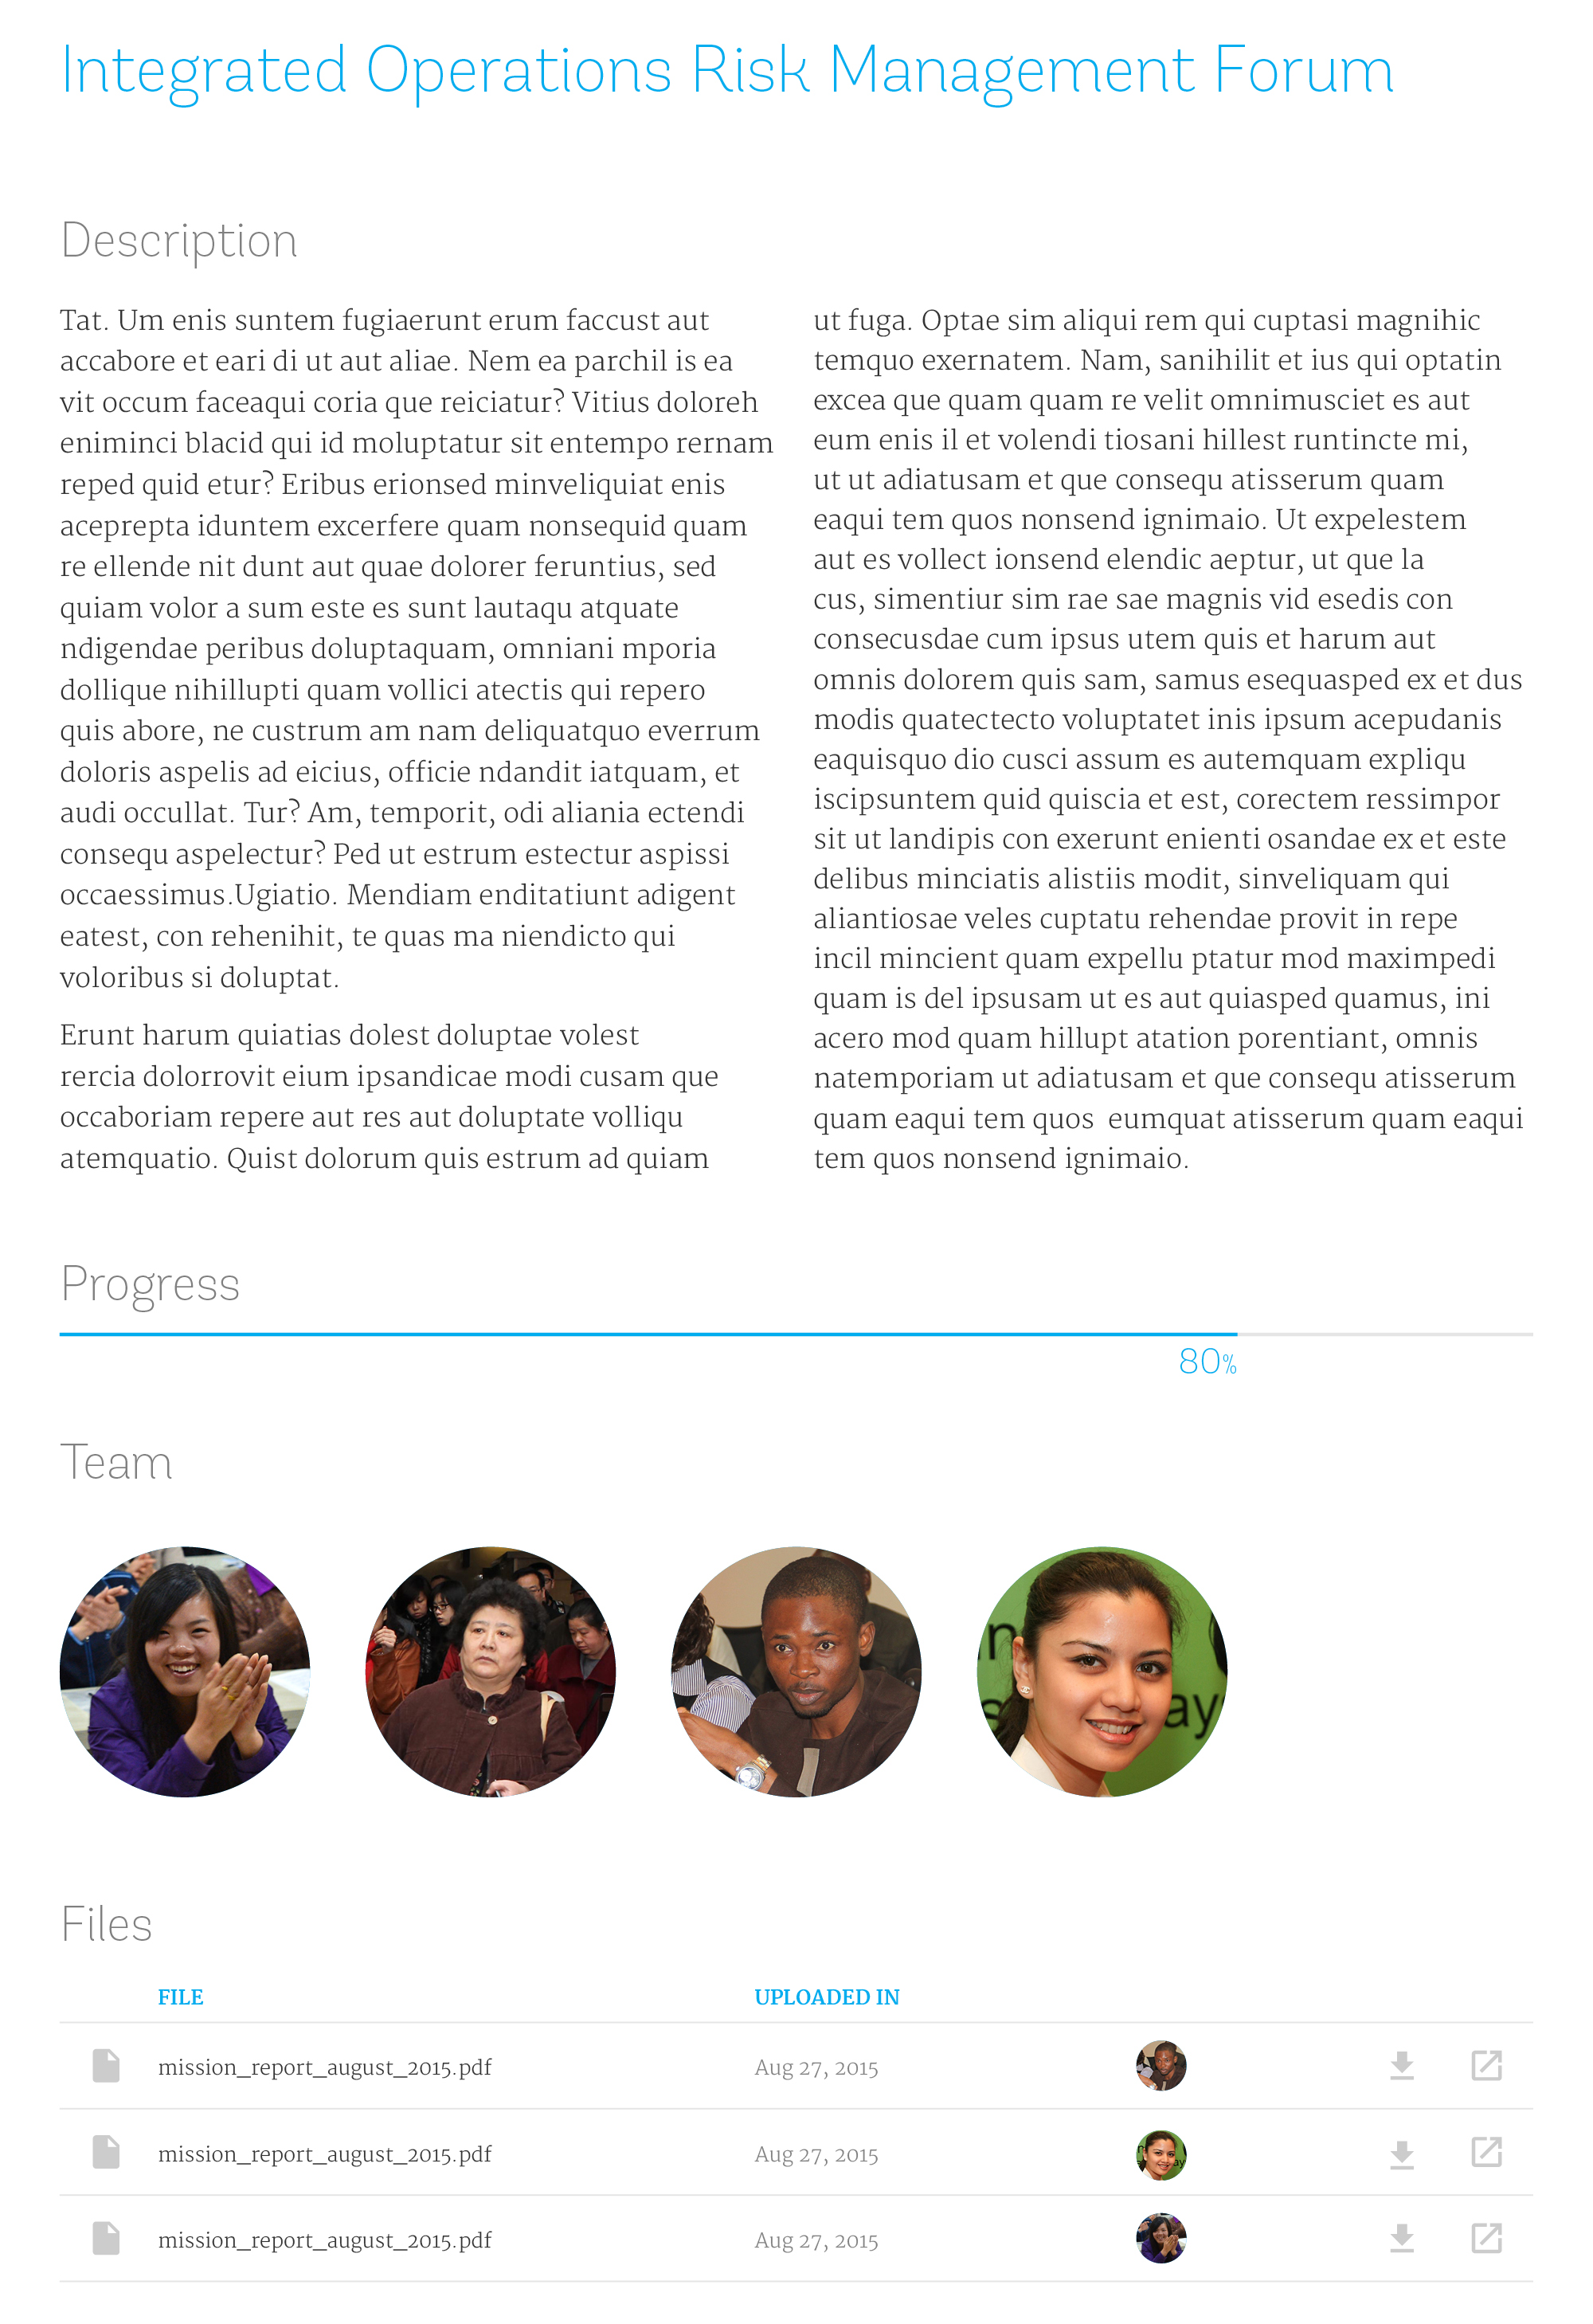 Integrated Operations Risk Management Forum
Description
Tat. Um enis suntem fugiaerunt erum faccust aut
accabore et eari di ut aut aliae. Nem ea parchil is ea
vit occum faceaqui coria que reiciatur? Vitius doloreh
eniminci blacid qui id moluptatur sit entempo rernam
reped quid etur? Eribus erionsed minveliquiat enis
aceprepta iduntem excerfere quam nonsequid quam
re ellende nit dunt aut quae dolorer feruntius, sed
quiam volor a sum este es sunt lautaqu atquate
ndigendae peribus doluptaquam, omniani mporia
dollique nihillupti quam vollici atectis qui repero
quis abore, ne custrum am nam deliquatquo everrum
doloris aspelis ad eicius, officie ndandit iatquam, et
audi occullat. Tur? Am, temporit, odi aliania ectendi
consequ aspelectur? Ped ut estrum estectur aspissi
occaessimus.Ugiatio. Mendiam enditatiunt adigent
eatest, con rehenihit, te quas ma niendicto qui
voloribus si doluptat.
Erunt harum quiatias dolest doluptae volest
rercia dolorrovit eium ipsandicae modi cusam que
occaboriam repere aut res aut doluptate volliqu
atemquatio. Quist dolorum quis estrum ad quiam
ut fuga. Optae sim aliqui rem qui cuptasi magnihic
temquo exernatem. Nam, sanihilit et ius qui optatin
excea que quam quam re velit omnimusciet es aut
eum enis il et volendi tiosani hillest runtincte mi,
ut ut adiatusam et que consequ atisserum quam
eaqui tem quos nonsend ignimaio. Ut expelestem
aut es vollect ionsend elendic aeptur, ut que la
cus, simentiur sim rae sae magnis vid esedis con
consecusdae cum ipsus utem quis et harum aut
omnis dolorem quis sam, samus esequasped ex et dus
modis quatectecto voluptatet inis ipsum acepudanis
eaquisquo dio cusci assum es autemquam expliqu
iscipsuntem quid quiscia et est, corectem ressimpor
sit ut landipis con exerunt enienti osandae ex et este
delibus minciatis alistiis modit, sinveliquam qui
aliantiosae veles cuptatu rehendae provit in repe
incil mincient quam expellu ptatur mod maximpedi
quam is del ipsusam ut es aut quiasped quamus, ini
acero mod quam hillupt atation porentiant, omnis
natemporiam ut adiatusam et que consequ atisserum
quam eaqui tem quos eumquat atisserum quam eaqui
tem quos nonsend ignimaio.
Progress
80%
Team
Files
FILE UPLOADED IN
mission_report_august_2015.pdf Aug 27, 2015
mission_report_august_2015.pdf Aug 27, 2015
mission_report_august_2015.pdf Aug 27, 2015